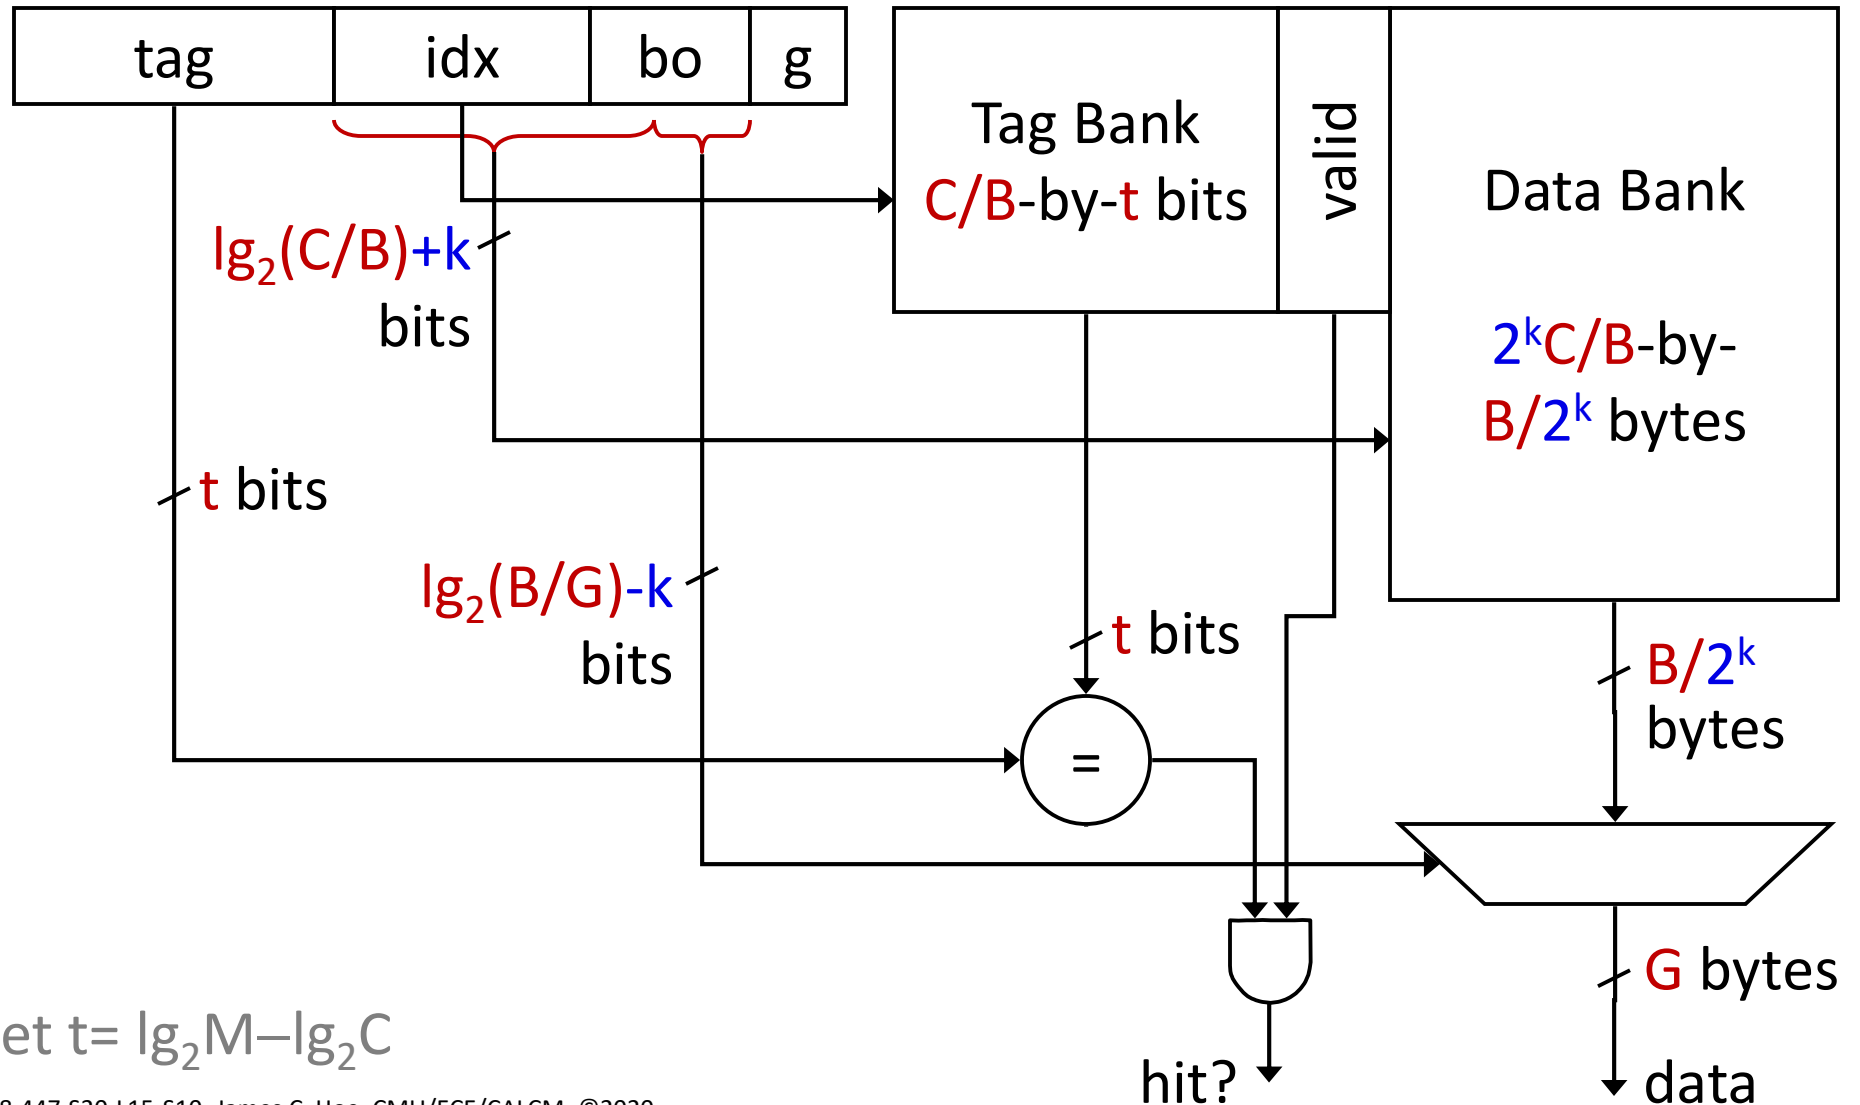 tag idx bo g
Tag Bank
C/B-by-t bits
valid
Data Bank
2ᵏC/B-by-
B/2ᵏ bytes
lg₂(C/B)+k
bits
t bits
lg₂(B/G)-k
bits
t bits
B/2ᵏ
bytes
=
G bytes
hit?
data
et t= lg₂M–lg₂C